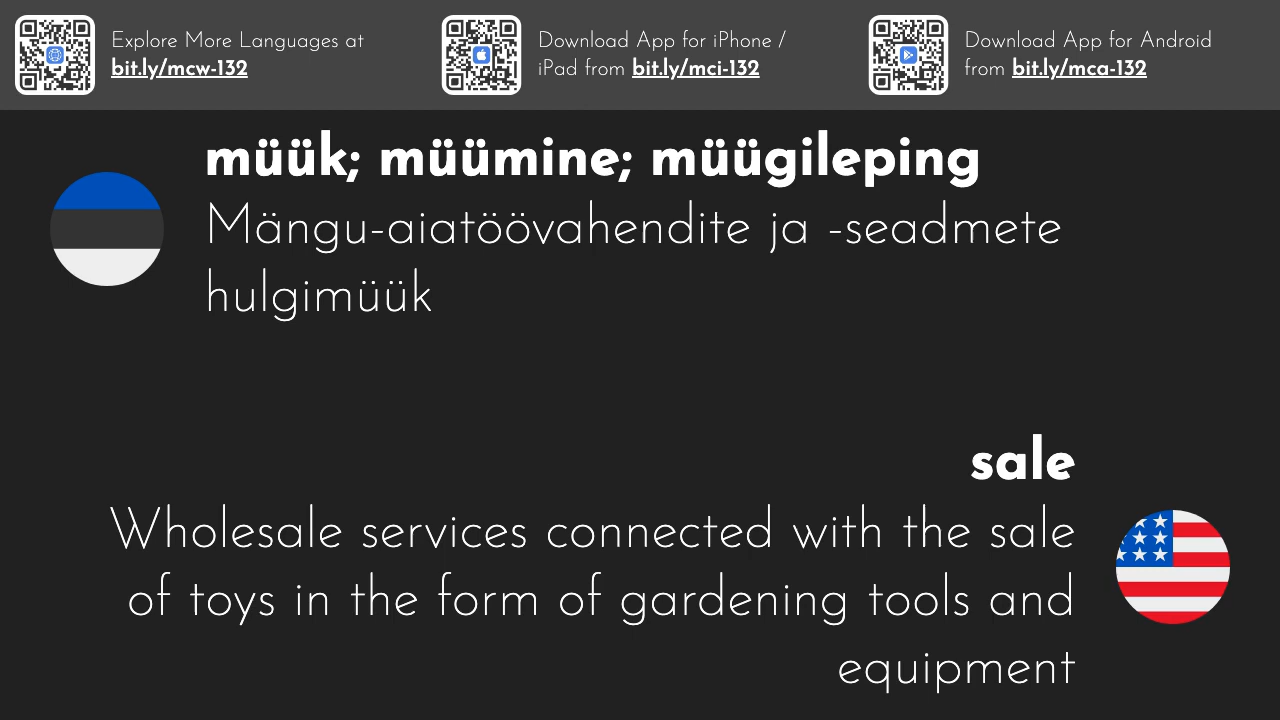 Explore More Languages at
bit.ly/mcw-132
Download App for iPhone /
iPad from bit.ly/mci-132
Download App for Android
from bit.ly/mca-132
müük; müümine; müügileping
Mängu-aiatöövahendite ja -seadmete
hulgimüük
sale
Wholesale services connected with the sale
of toys in the form of gardening tools and
equipment